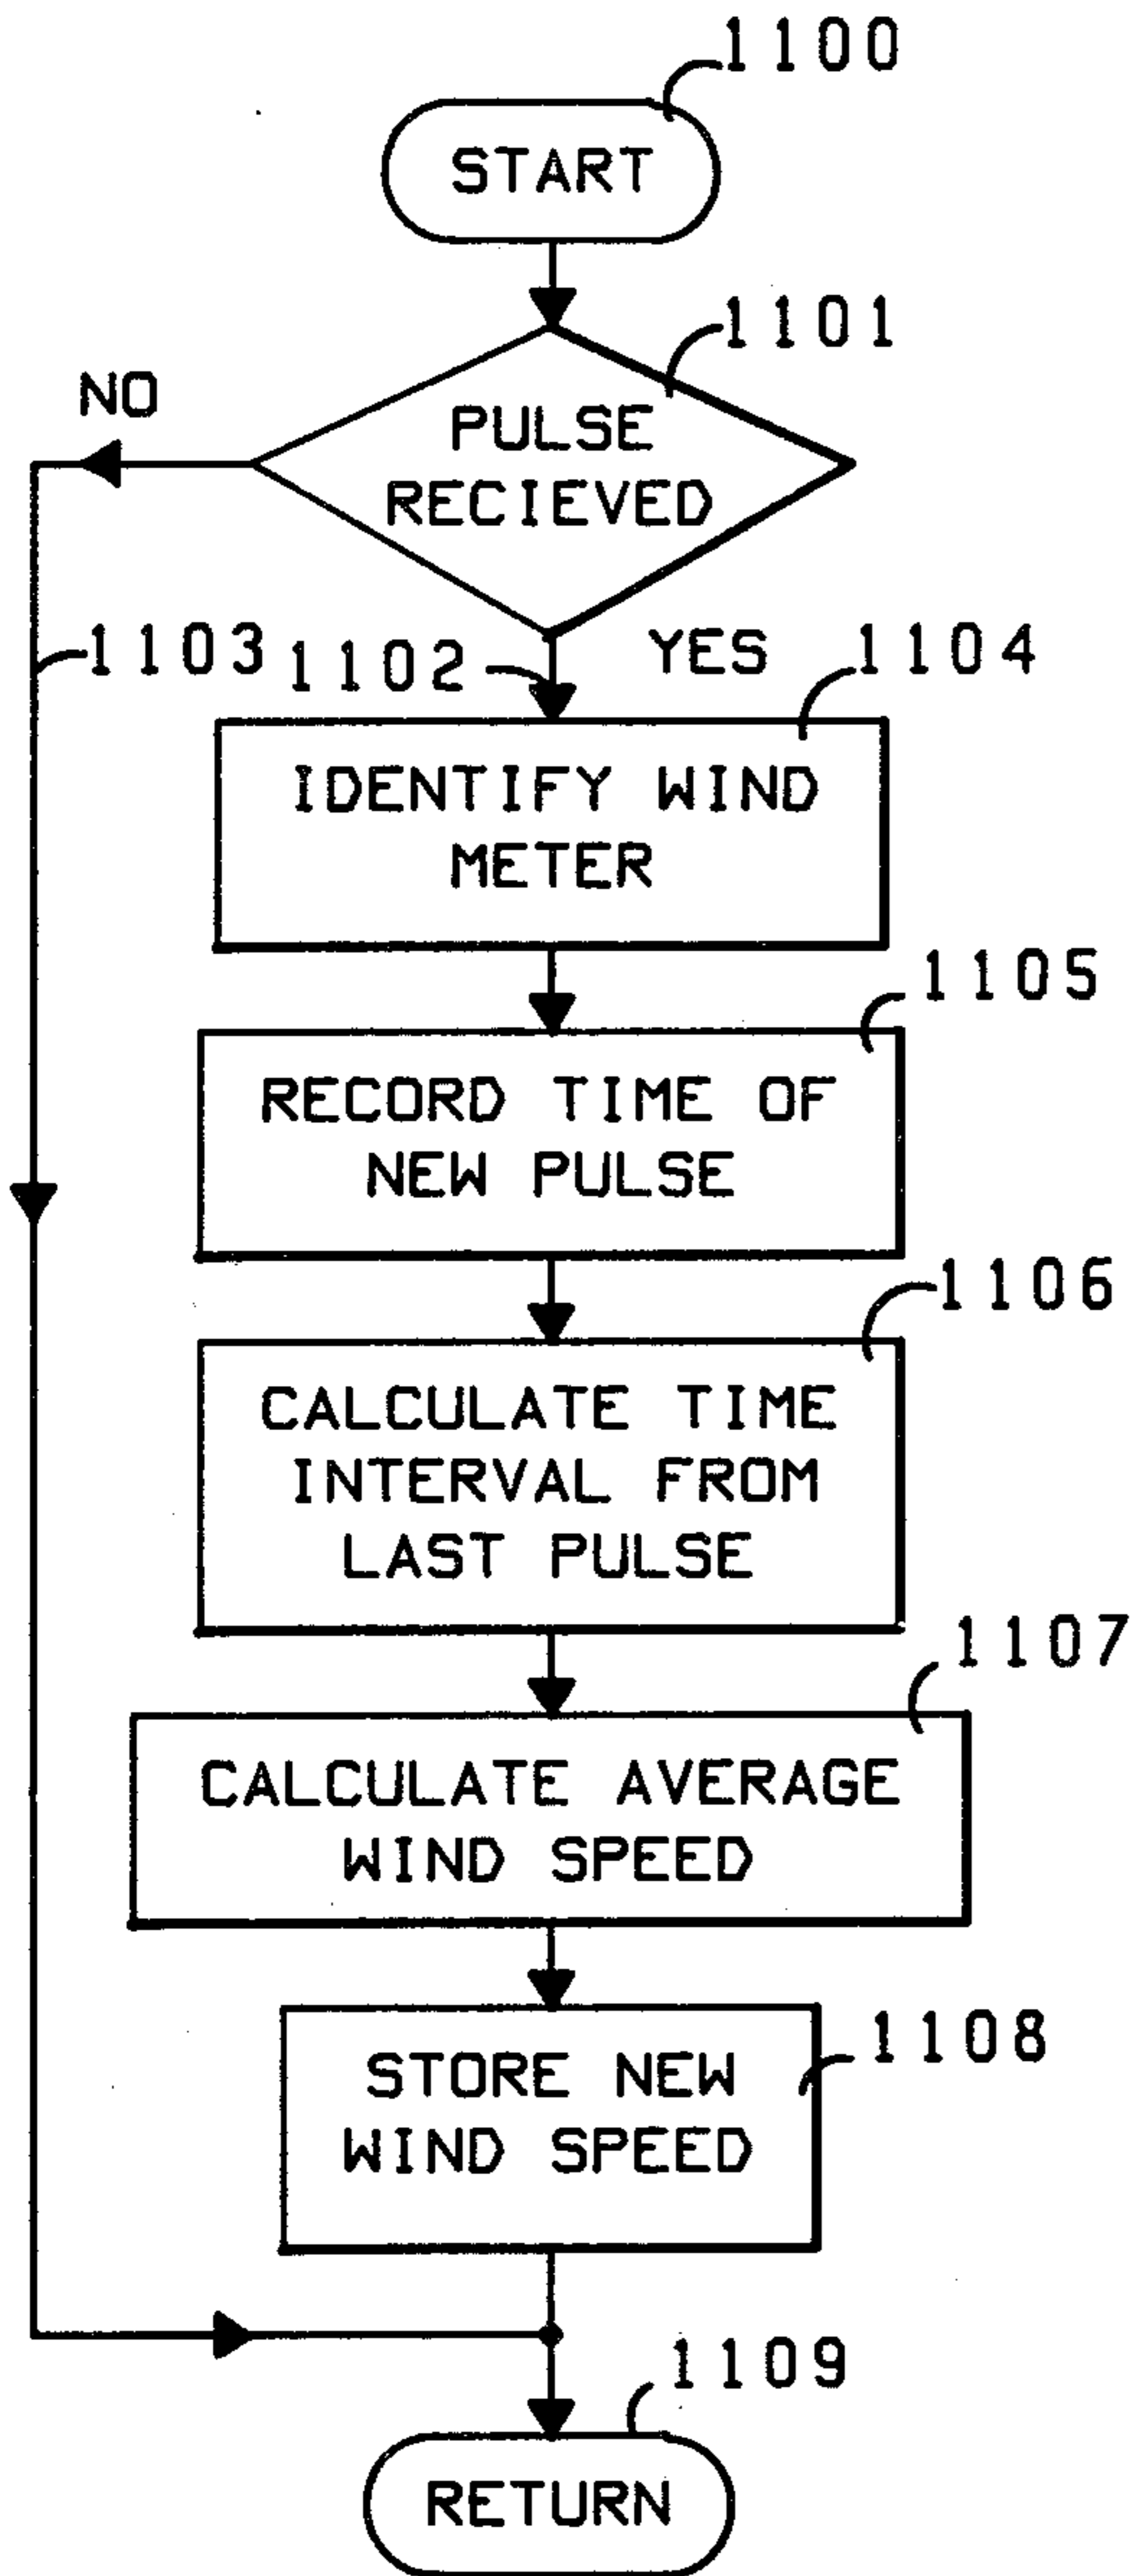 1100
START
1101
NO
PULSE
RECIEVED
1103
1102
YES
1104
IDENTIFY WIND
METER
1105
RECORD TIME OF
NEW PULSE
1106
CALCULATE TIME
INTERVAL FROM
LAST PULSE
1107
CALCULATE AVERAGE
WIND SPEED
1108
STORE NEW
WIND SPEED
1109
RETURN